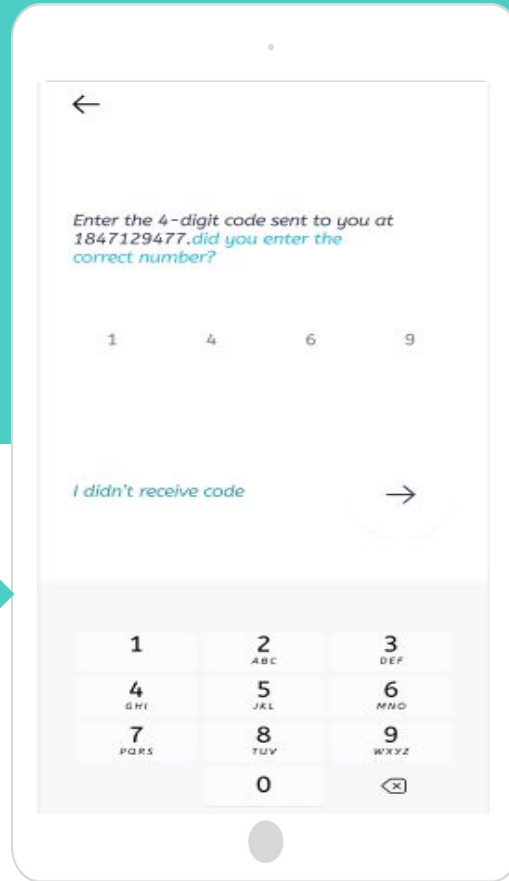 Enter the 4-digit code sent to you at
1847129477.did you enter the
correct number?
1 4 6 9
I didn't receive code
1 2 3
ABC DEF
4 5 6
GHI JKL MNO
7 8 9
PQRS TUV WXYZ
0